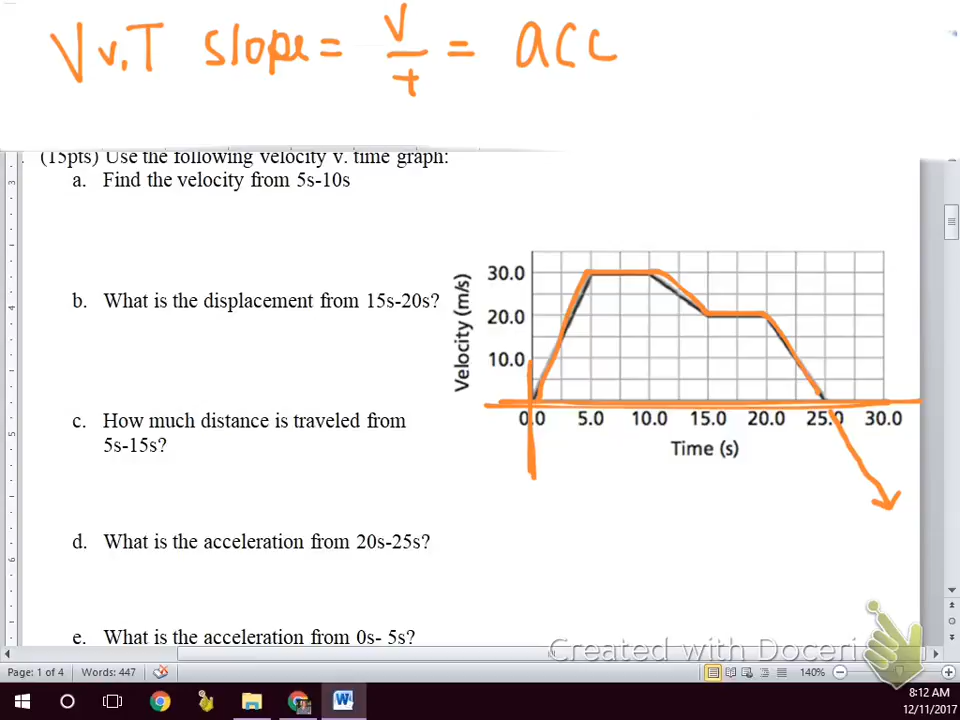 V v.T slope = v/t = acc
(15pts) Use the following velocity v. time graph:
a. Find the velocity from 5s-10s
b. What is the displacement from 15s-20s?
c. How much distance is traveled from
5s-15s?
d. What is the acceleration from 20s-25s?
e. What is the acceleration from 0s- 5s?
Velocity (m/s)
30.0
20.0
10.0
0.0 5.0 10.0 15.0 20.0 25.0 30.0
Time (s)
3
4
5
6
Created with Doceri
Page: 1 of 4 Words: 447 140%
8:12 AM
12/11/2017